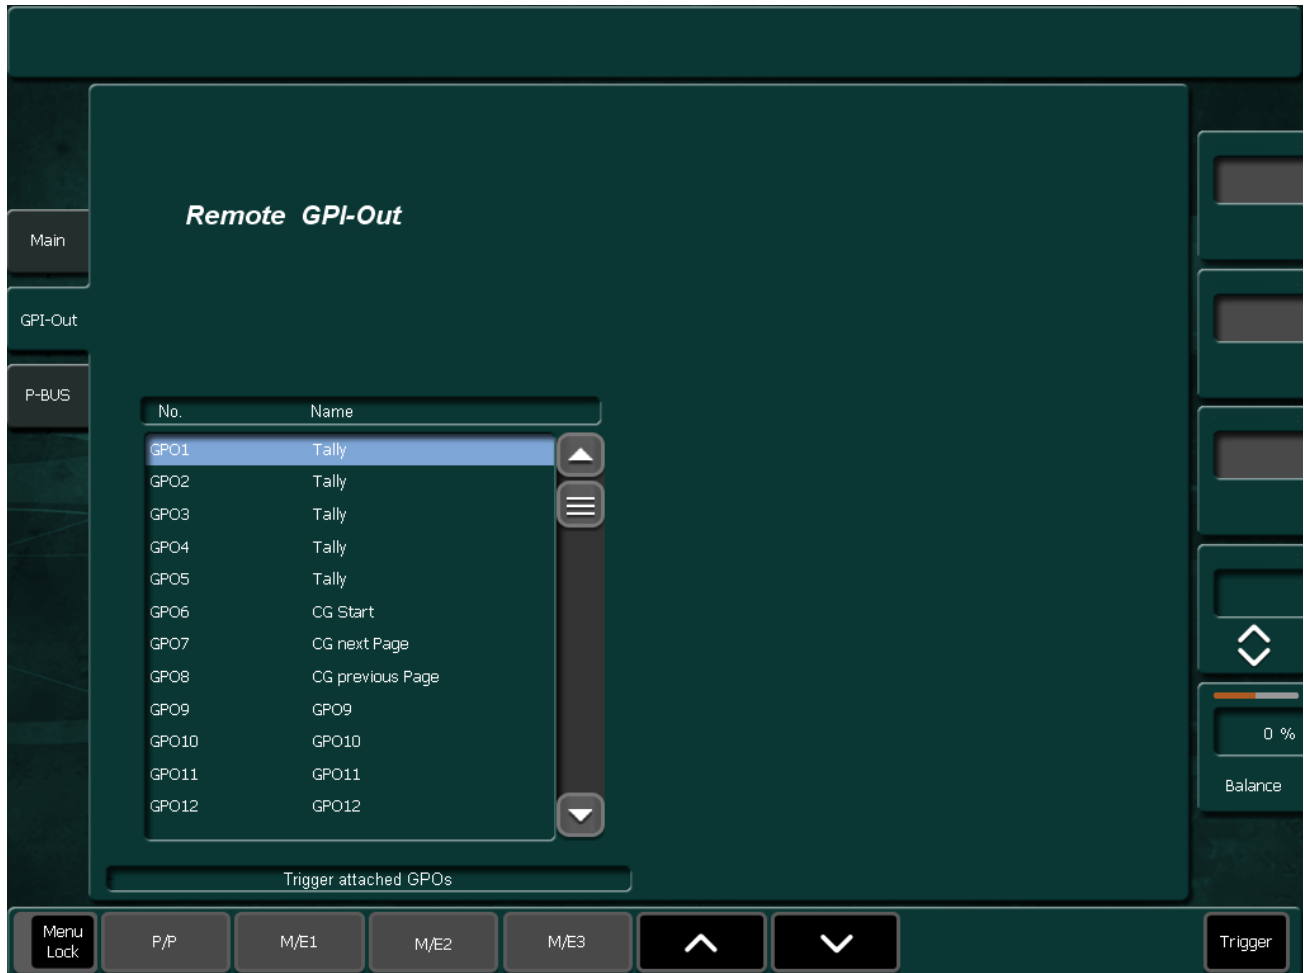 Remote GPI-Out
Main
GPI-Out
P-BUS
No. Name
GPO1 Tally
GPO2 Tally
GPO3 Tally
GPO4 Tally
GPO5 Tally
GPO6 CG Start
GPO7 CG next Page
GPO8 CG previous Page
GPO9 GPO9
GPO10 GPO10
GPO11 GPO11
GPO12 GPO12
0 %
Balance
Trigger attached GPOs
Menu
Lock
P/P M/E1 M/E2 M/E3 Trigger